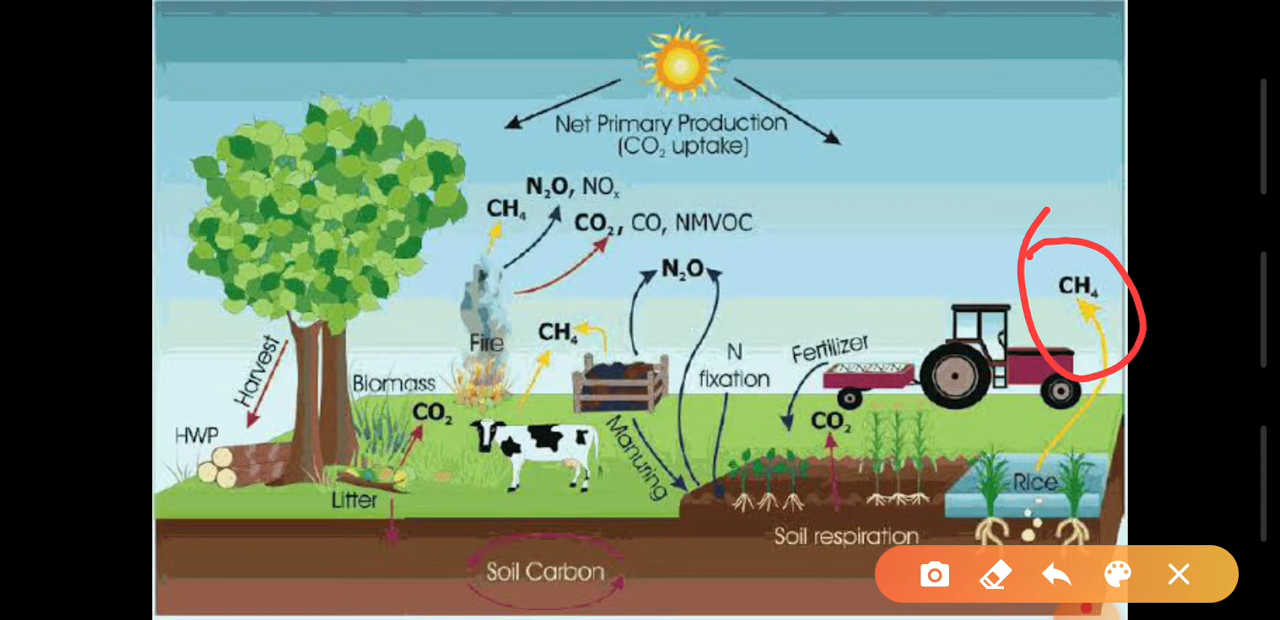 Net Primary Production
(CO₂ uptake)
N₂O, NOₓ
CH₄
CO₂, CO, NMVOC
N₂O
CH₄
CH₄
Fire
N
fixation
Fertilizer
Harvest
Biomass
CO₂
CO₂
HWP
Manuring
Litter
Rice
Soil respiration
Soil Carbon